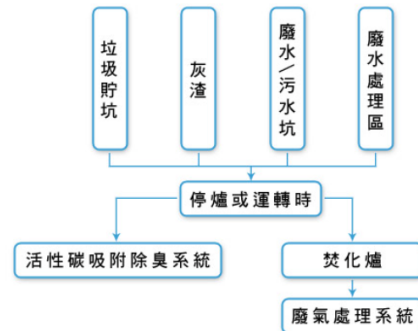 垃圾貯坑
灰渣
廢水/污水坑
廢水處理區
停爐或運轉時
活性碳吸附除臭系統
焚化爐
廢氣處理系統